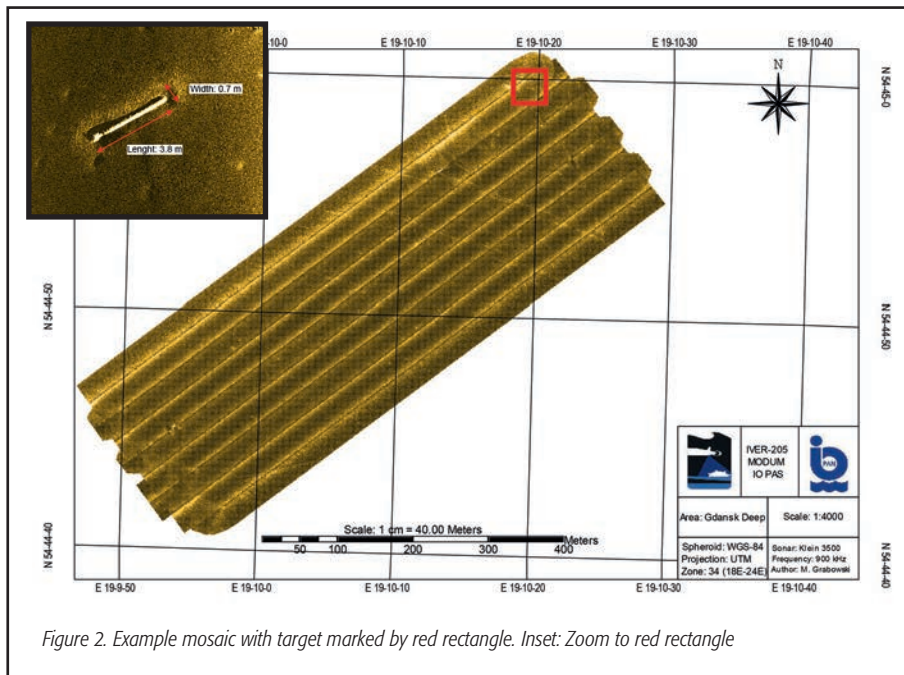 E 19-10-0 E 19-10-10 E 19-10-20 E 19-10-30 E 19-10-40
Width: 0.7 m
Lenght: 3.8 m
N
N 54-45-0
N 54-44-50
N 54-44-50
N 54-44-40
N 54-44-40
IVER-205
MODUM
IO PAS
PAN
Area: Gdansk Deep
Scale: 1:4000
Spheroid: WGS-84
Projection: UTM
Zone: 34 (18E-24E)
Sonar: Klein 3500
Frequency: 900 kHz
Author: M. Grabowski
Scale: 1 cm = 40.00 Meters
Meters
50 100 200 300 400
E 19-9-50 E 19-10-0 E 19-10-10 E 19-10-20 E 19-10-30 E 19-10-40
Figure 2. Example mosaic with target marked by red rectangle. Inset: Zoom to red rectangle